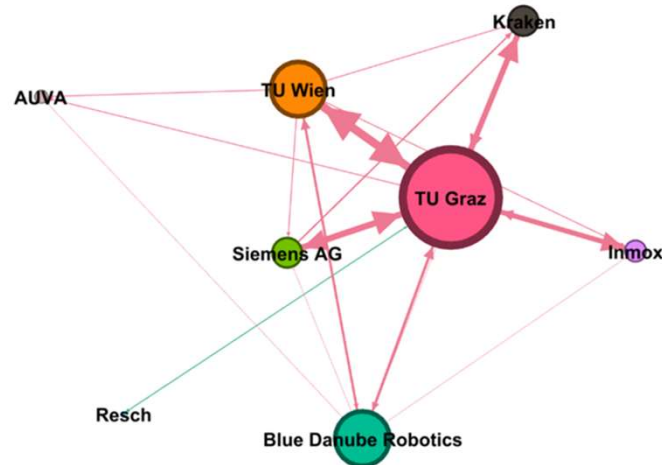 Kraken
TU Wien
AUVA
TU Graz
Siemens AG
Inmox
Resch
Blue Danube Robotics